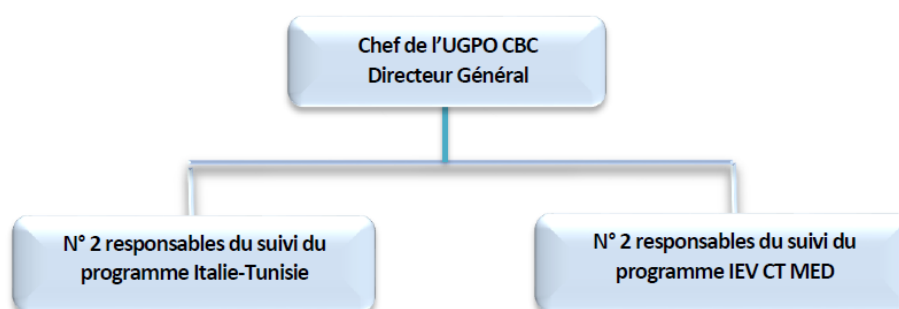 Chef de l'UGPO CBC
Directeur Général
N° 2 responsables du suivi du
programme Italie-Tunisie
N° 2 responsables du suivi du
programme IEV CT MED